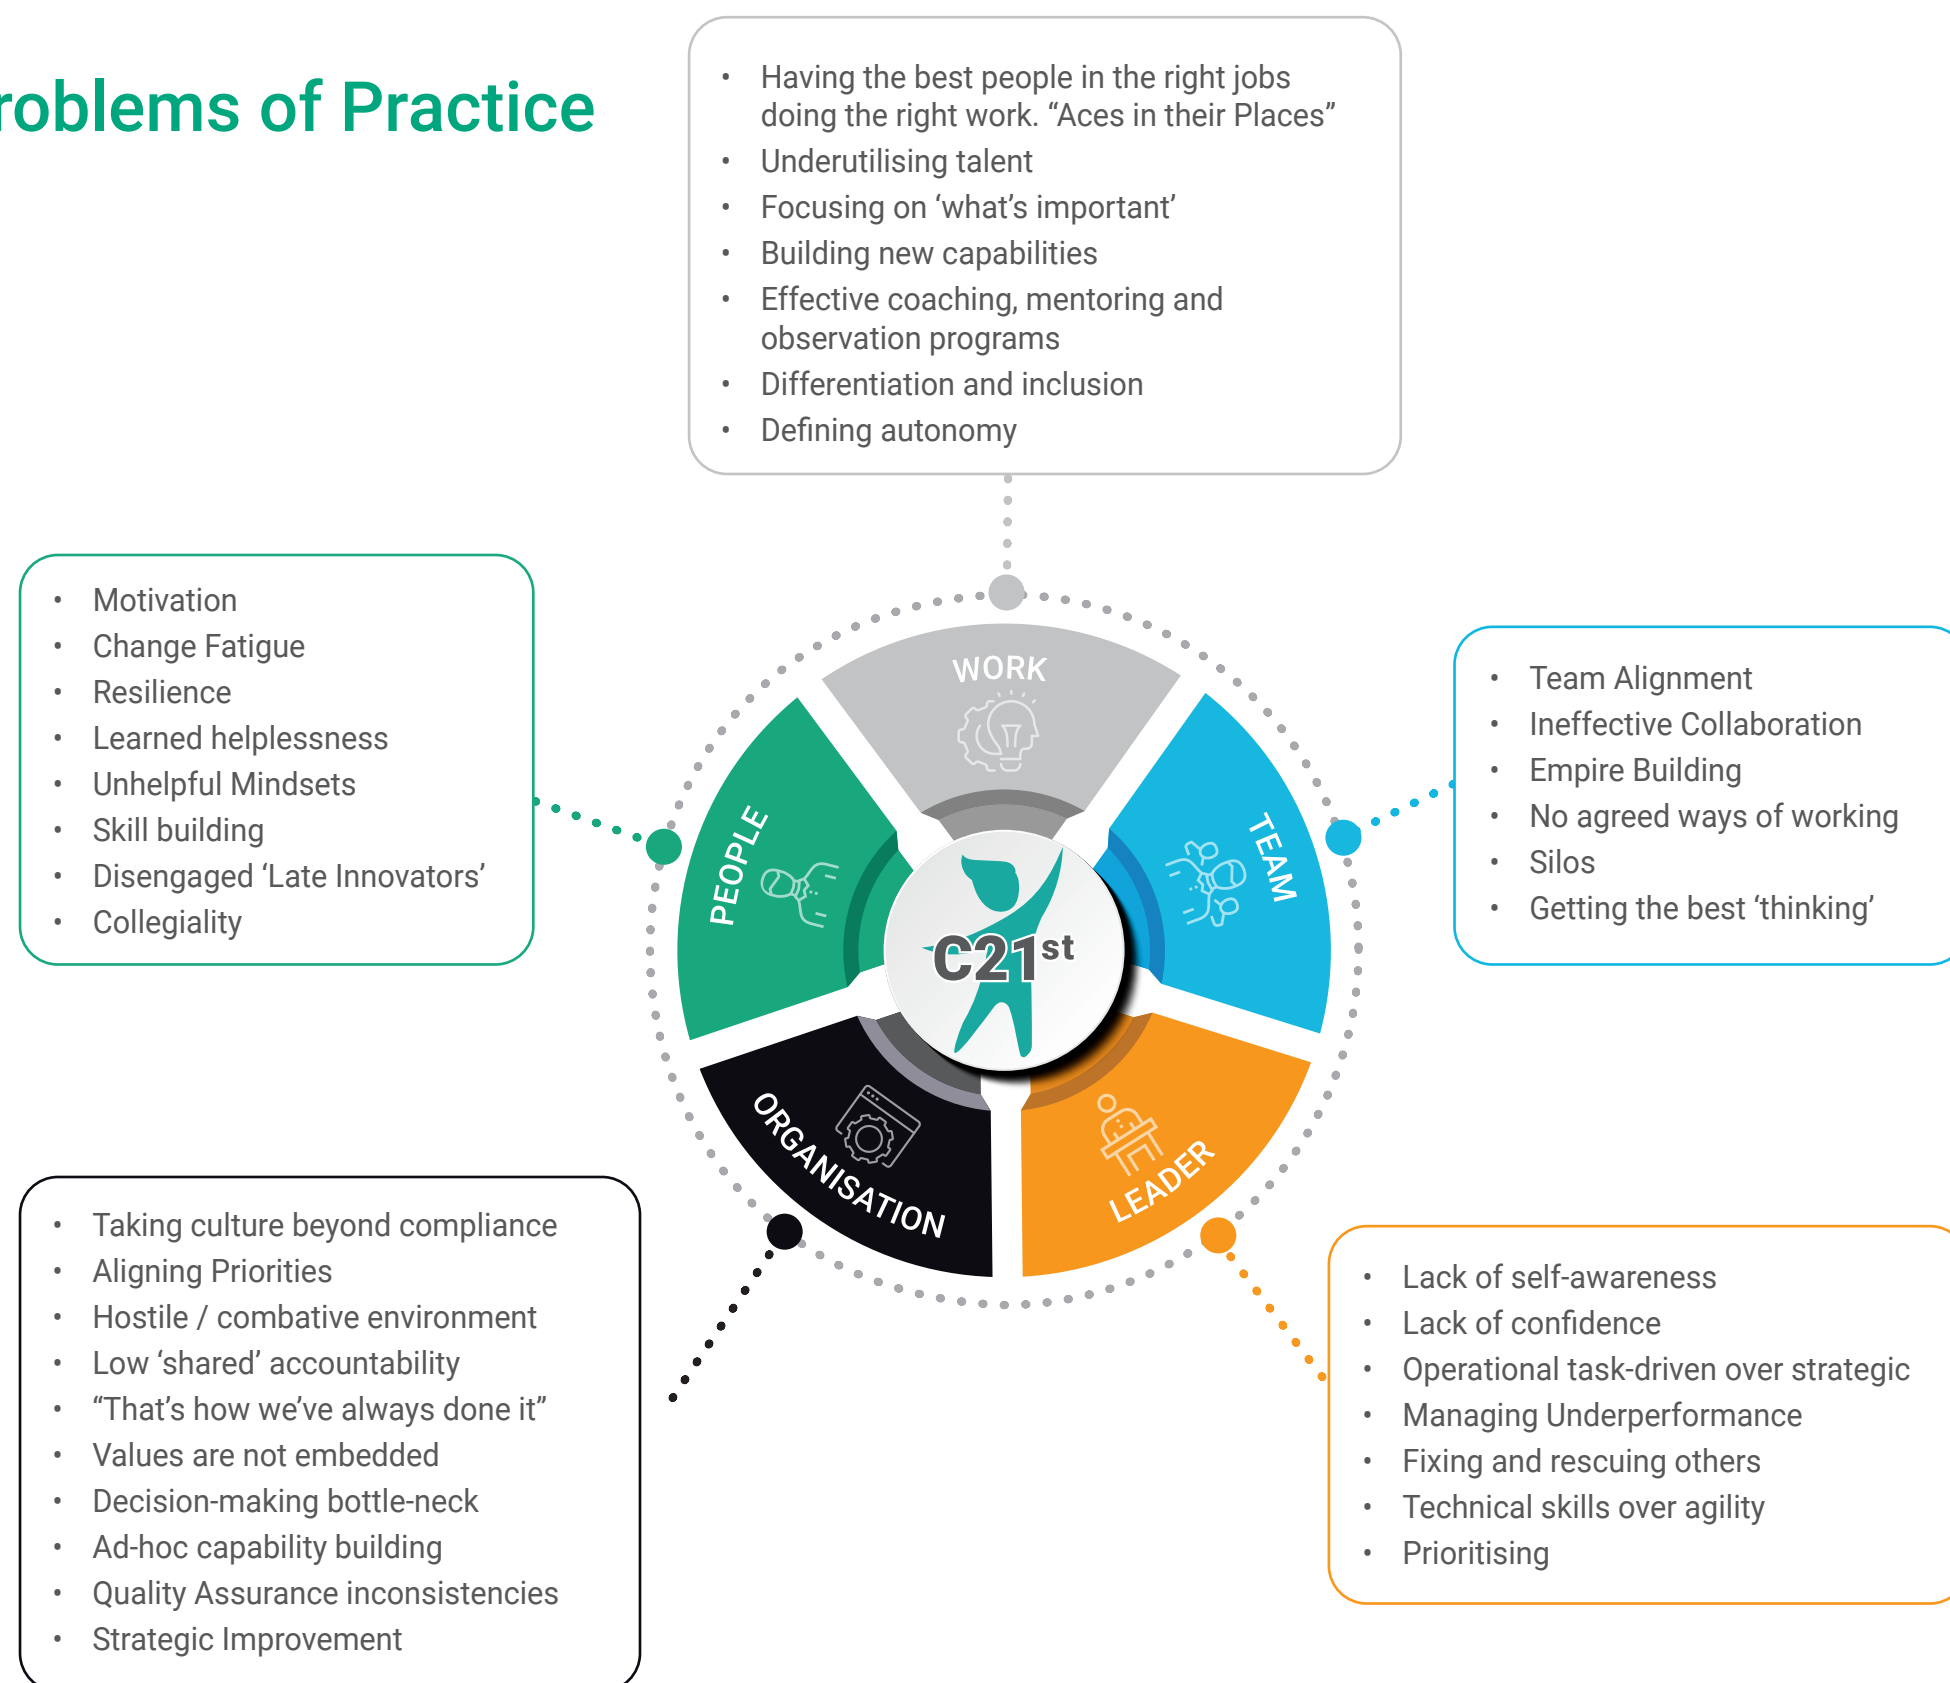 roblems of Practice
• Having the best people in the right jobs
doing the right work. “Aces in their Places”
• Underutilising talent
• Focusing on ‘what’s important’
• Building new capabilities
• Effective coaching, mentoring and
observation programs
• Differentiation and inclusion
• Defining autonomy
• Motivation
• Change Fatigue
• Resilience
• Learned helplessness
• Unhelpful Mindsets
• Skill building
• Disengaged ‘Late Innovators’
• Collegiality
WORK
PEOPLE
TEAM
C21st
ORGANISATION
LEADER
• Team Alignment
• Ineffective Collaboration
• Empire Building
• No agreed ways of working
• Silos
• Getting the best ‘thinking’
• Taking culture beyond compliance
• Aligning Priorities
• Hostile / combative environment
• Low ‘shared’ accountability
• “That’s how we’ve always done it”
• Values are not embedded
• Decision-making bottle-neck
• Ad-hoc capability building
• Quality Assurance inconsistencies
• Strategic Improvement
• Lack of self-awareness
• Lack of confidence
• Operational task-driven over strategic
• Managing Underperformance
• Fixing and rescuing others
• Technical skills over agility
• Prioritising